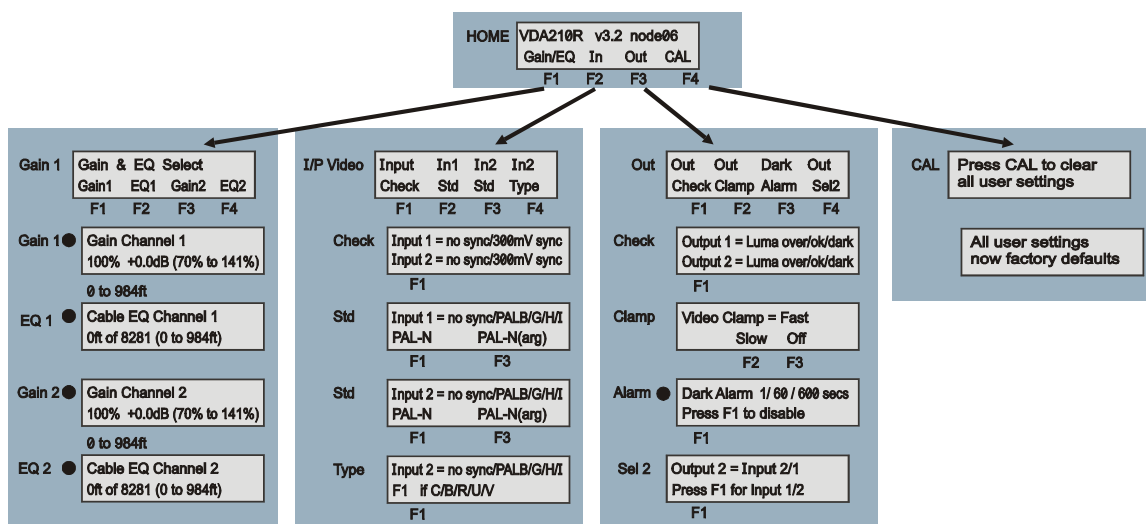 HOME
VDA210R v3.2 node06
Gain/EQ In Out CAL
F1 F2 F3 F4
Gain 1
Gain & EQ Select
Gain1 EQ1 Gain2 EQ2
F1 F2 F3 F4
Gain 1
Gain Channel 1
100% +0.0dB (70% to 141%)
0 to 984ft
EQ 1
Cable EQ Channel 1
0ft of 8281 (0 to 984ft)
Gain 2
Gain Channel 2
100% +0.0dB (70% to 141%)
0 to 984ft
EQ 2
Cable EQ Channel 2
0ft of 8281 (0 to 984ft)
I/P Video
Input In1 In2 In2
Check Std Std Type
F1 F2 F3 F4
Check
Input 1 = no sync/300mV sync
Input 2 = no sync/300mV sync
F1
Std
Input 1 = no sync/PALB/G/H/I
PAL-N PAL-N(arg)
F1 F3
Std
Input 2 = no sync/PALB/G/H/I
PAL-N PAL-N(arg)
F1 F3
Type
Input 2 = no sync/PALB/G/H/I
F1 if C/B/R/U/V
F1
Out
Out Out Dark Out
Check Clamp Alarm Sel2
F1 F2 F3 F4
Check
Output 1 = Luma over/ok/dark
Output 2 = Luma over/ok/dark
F1
Clamp
Video Clamp = Fast
Slow Off
F2 F3
Alarm
Dark Alarm 1/ 60 / 600 secs
Press F1 to disable
F1
Sel 2
Output 2 = Input 2/1
Press F1 for Input 1/2
F1
CAL
Press CAL to clear
all user settings
All user settings
now factory defaults